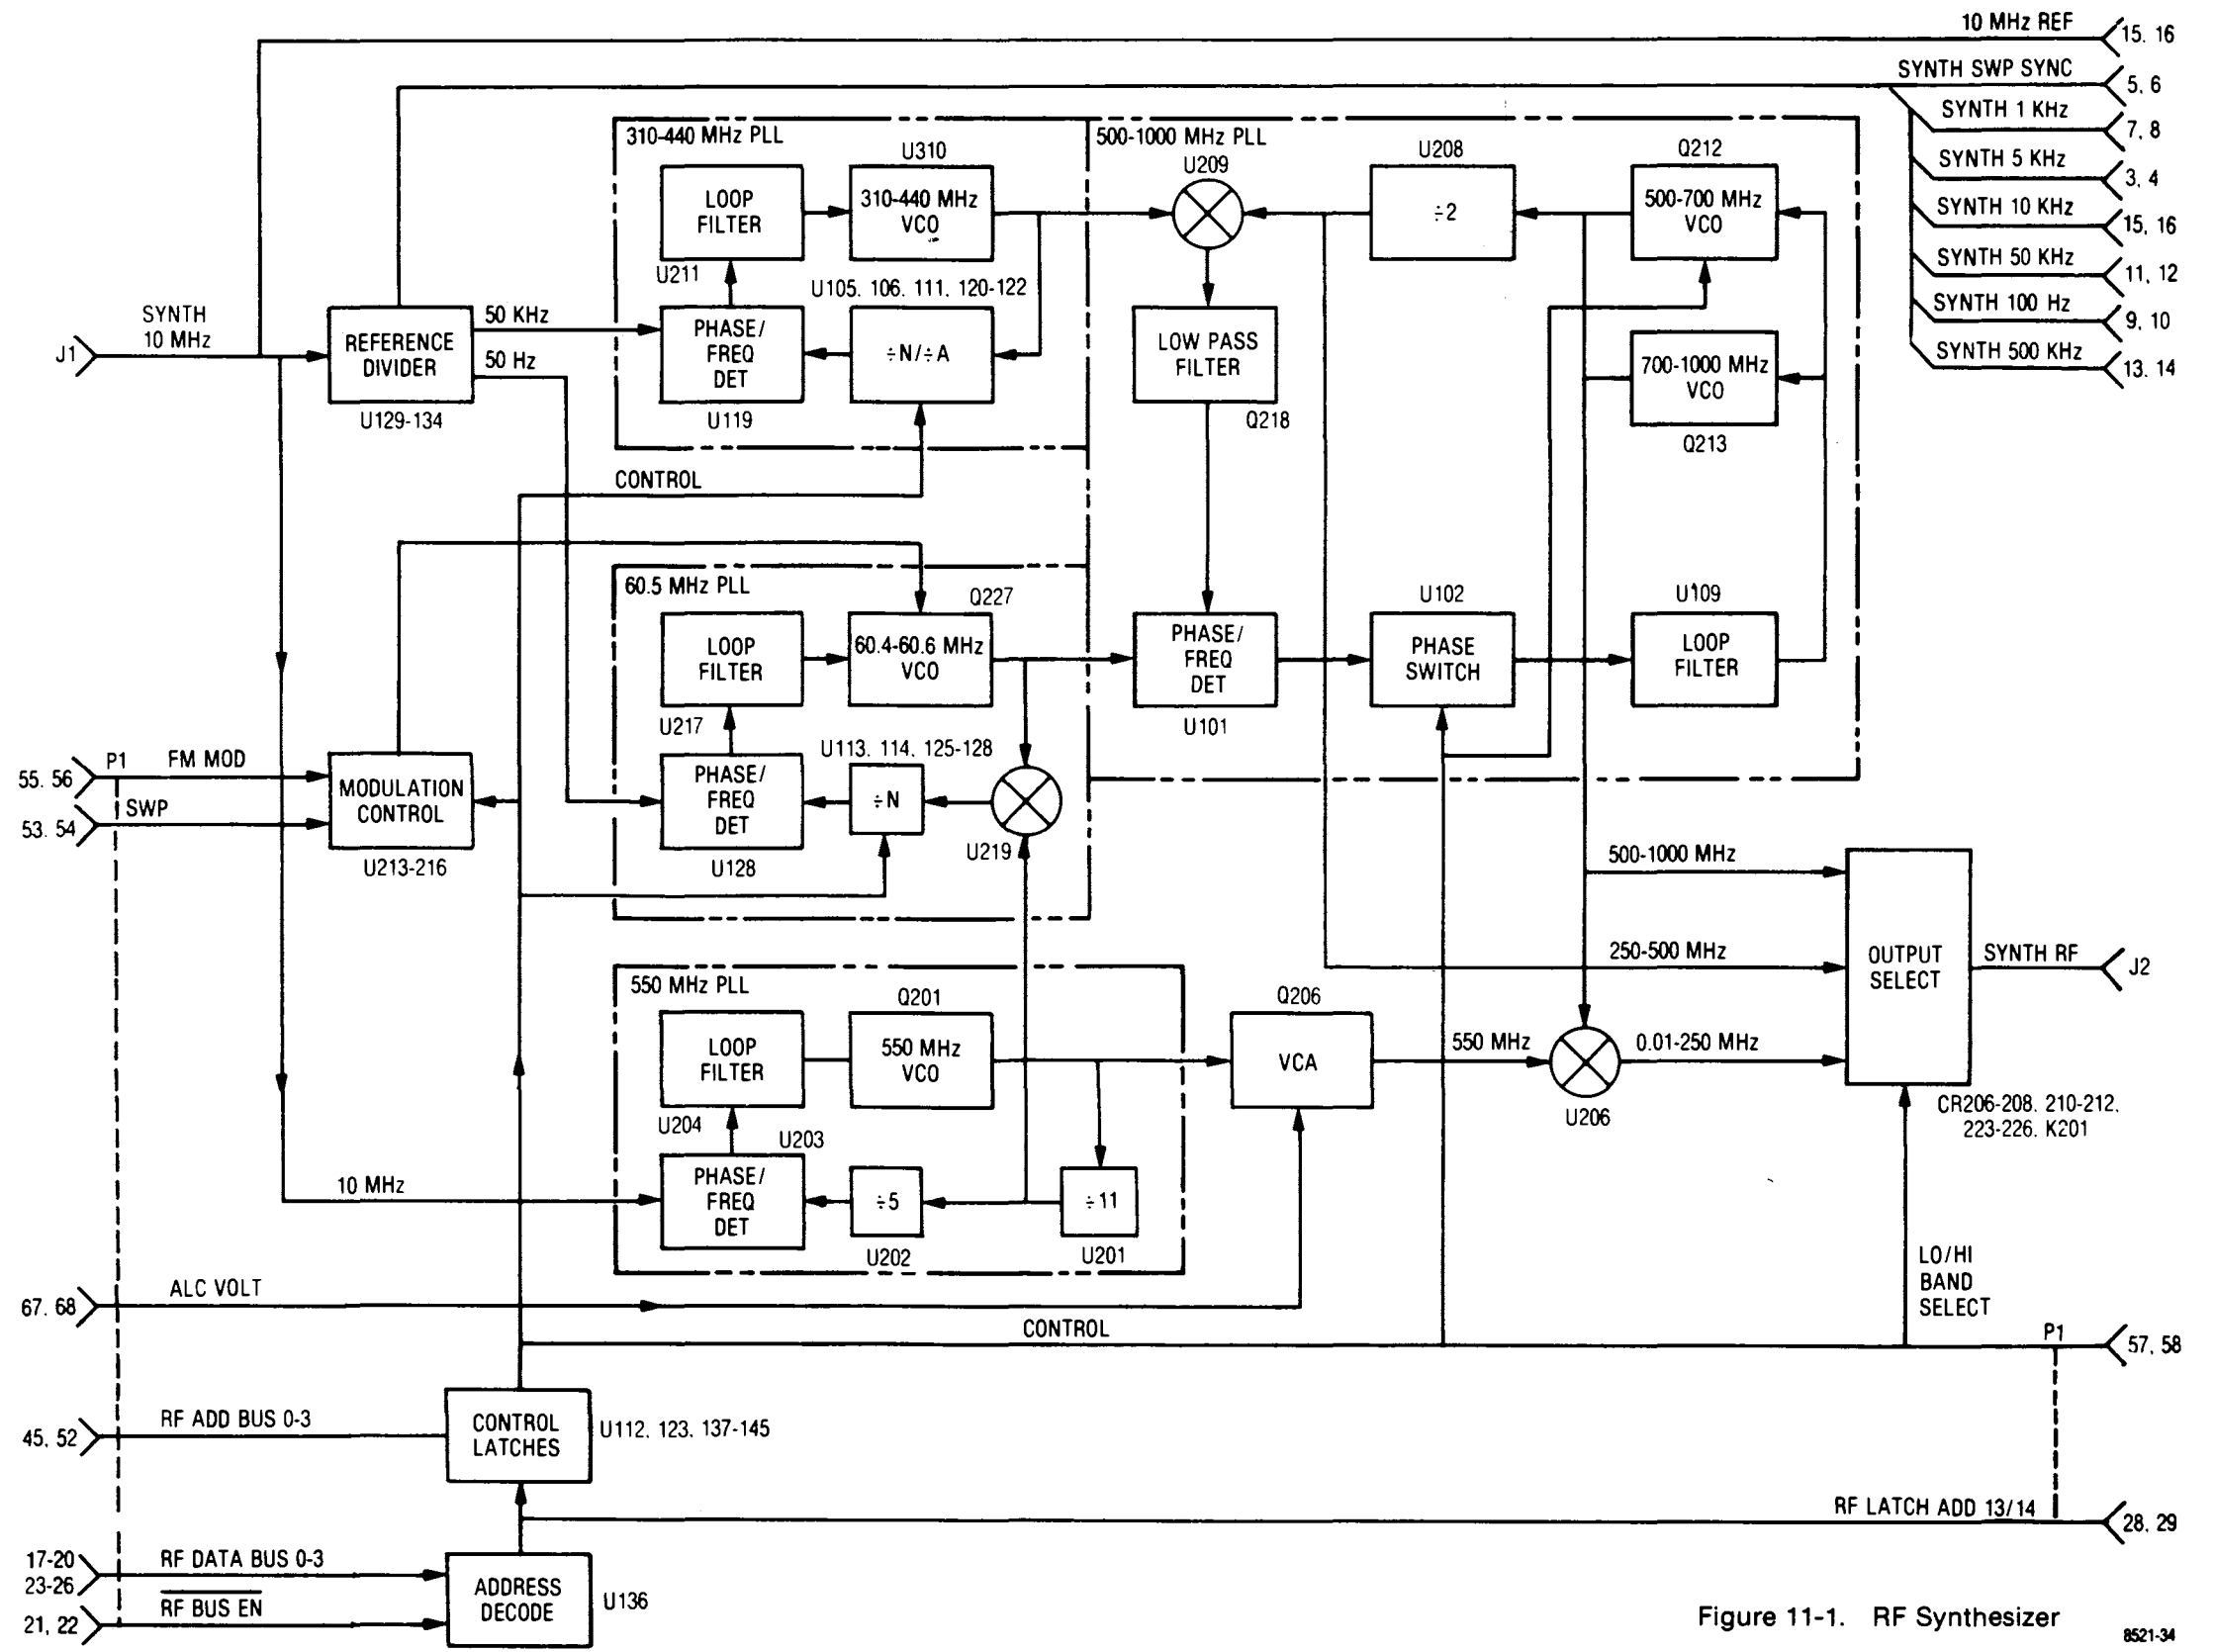 10 MHz REF
15. 16
SYNTH SWP SYNC
5, 6
SYNTH 1 KHz
7, 8
SYNTH 5 KHz
3, 4
SYNTH 10 KHz
15, 16
SYNTH 50 KHz
11, 12
SYNTH 100 Hz
9, 10
SYNTH 500 KHz
13. 14
310-440 MHz PLL
LOOP
FILTER
U211
U310
310-440 MHz
VCO
U105. 106. 111. 120-122
PHASE/
FREQ
DET
U119
÷N/÷A
500-1000 MHz PLL
U209
U208
÷2
Q212
500-700 MHz
VCO
LOW PASS
FILTER
Q218
700-1000 MHz
VCO
Q213
J1
SYNTH
10 MHz
REFERENCE
DIVIDER
U129-134
50 KHz
50 Hz
CONTROL
60.5 MHz PLL
LOOP
FILTER
U217
Q227
60.4-60.6 MHz
VCO
PHASE/
FREQ
DET
U101
U102
PHASE
SWITCH
U109
LOOP
FILTER
U113. 114. 125-128
PHASE/
FREQ
DET
U128
÷N
U219
55. 56
P1
FM MOD
53. 54
SWP
MODULATION
CONTROL
U213-216
500-1000 MHz
250-500 MHz
OUTPUT
SELECT
SYNTH RF
J2
550 MHz PLL
LOOP
FILTER
U204
Q201
550 MHz
VCO
Q206
VCA
550 MHz
0.01-250 MHz
U206
CR206-208. 210-212.
223-226. K201
U203
PHASE/
FREQ
DET
10 MHz
÷5
U202
÷11
U201
67. 68
ALC VOLT
CONTROL
LO/HI
BAND
SELECT
P1
57, 58
45, 52
RF ADD BUS 0-3
CONTROL
LATCHES
U112. 123. 137-145
RF LATCH ADD 13/14
28. 29
17-20
23-26
RF DATA BUS 0-3
21, 22
RF BUS EN
ADDRESS
DECODE
U136
Figure 11-1. RF Synthesizer
8521-34